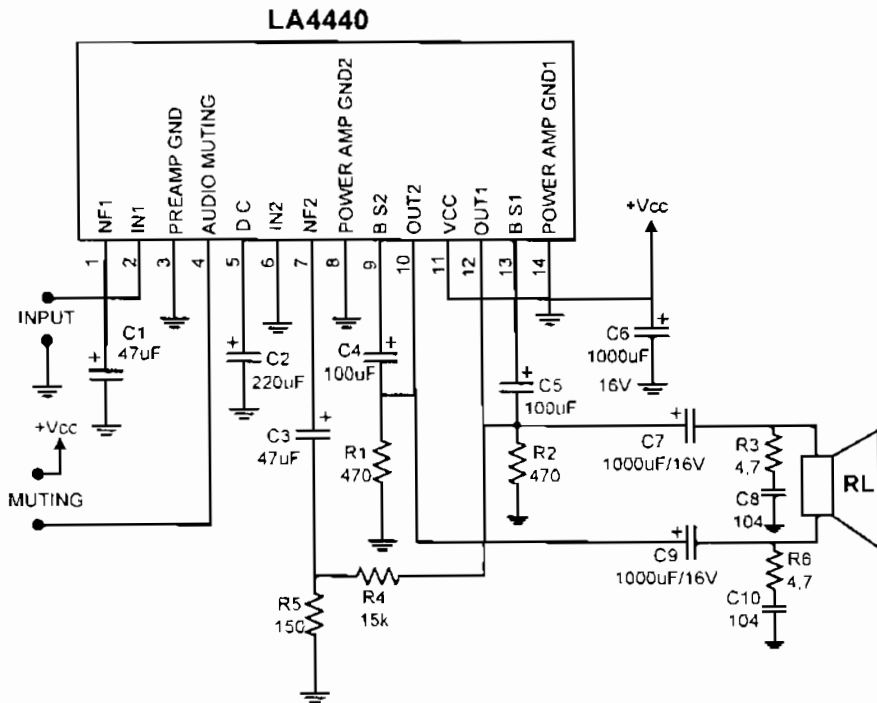 LA4440
NF1
IN1
PREAMP GND
AUDIO MUTING
D C
IN2
NF2
POWER AMP GND2
B S2
OUT2
VCC
OUT1
B S1
POWER AMP GND1
1
2
3
4
5
6
7
8
9
10
11
12
13
14
+Vcc
INPUT
C1
47uF
C2
220uF
C4
100uF
C5
100uF
C6
1000uF
16V
+Vcc
MUTING
C3
47uF
R1
470
R2
470
C7
1000uF/16V
R3
4,7
C8
104
RL
C9
1000uF/16V
R6
4,7
C10
104
R4
15k
R5
150